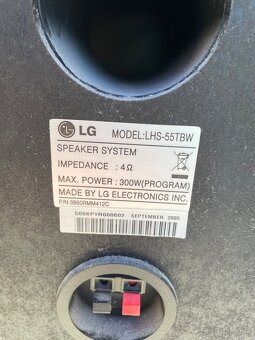 LG MODEL: LHS-55TBW
SPEAKER SYSTEM
IMPEDANCE : 4Ω
MAX. POWER : 300W(PROGRAM)
MADE BY LG ELECTRONICS INC.
P/N:3850RMM412C
509KPYR000802 SEPTEMBER 2005